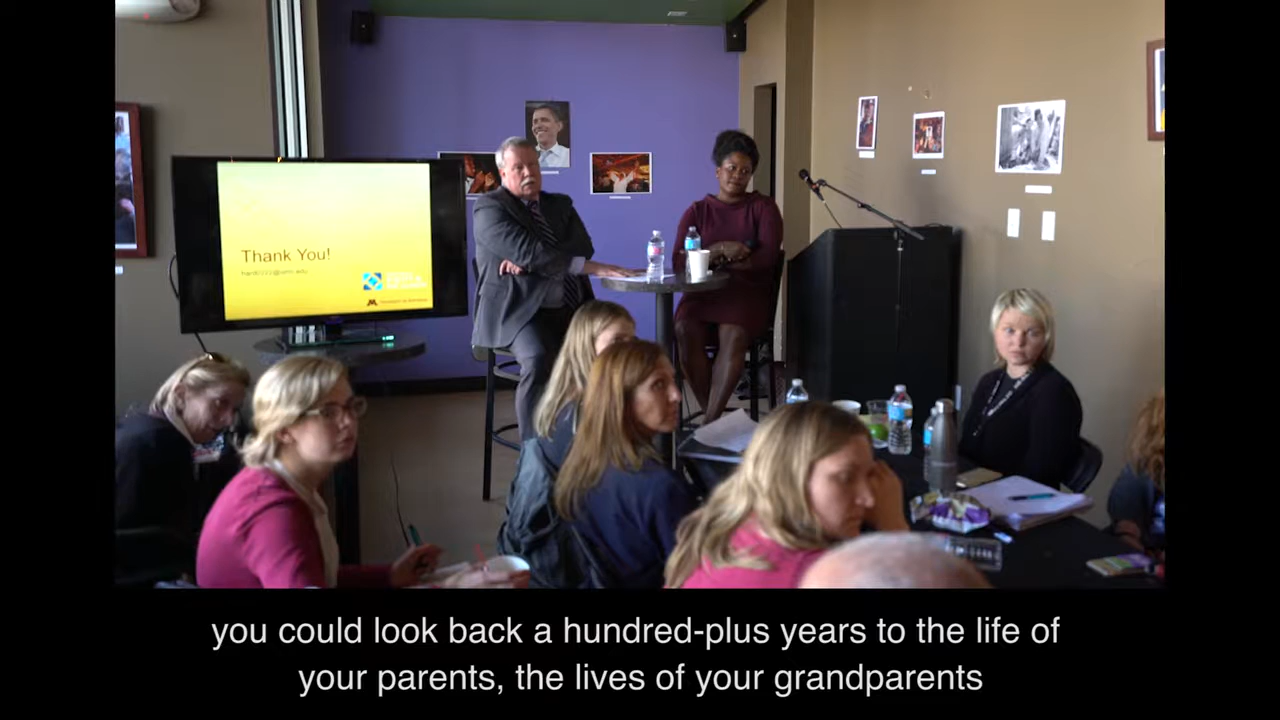 Thank You!
you could look back a hundred-plus years to the life of
your parents, the lives of your grandparents